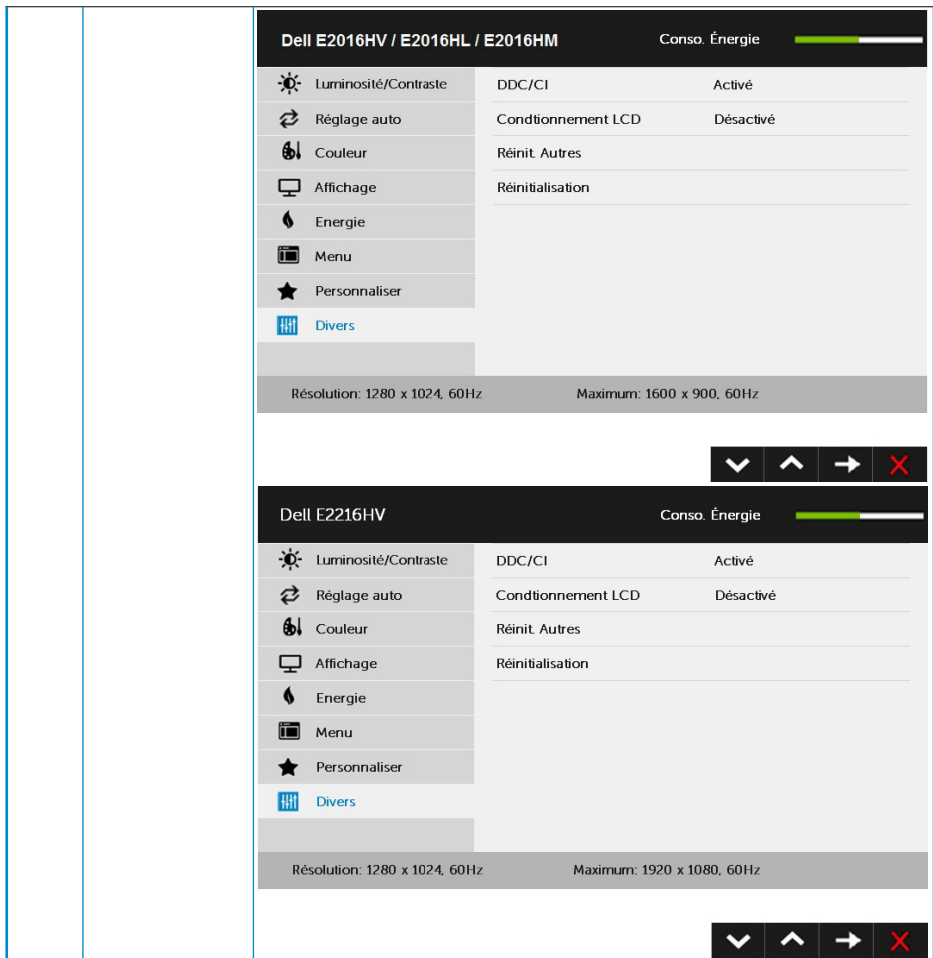 Dell E2016HV / E2016HL / E2016HM Conso. Énergie
Luminosité/Contraste DDC/CI Activé
Réglage auto Condtionnement LCD Désactivé
Couleur Réinit. Autres
Affichage Réinitialisation
Energie
Menu
Personnaliser
Divers
Résolution: 1280 x 1024, 60Hz Maximum: 1600 x 900, 60Hz
Dell E2216HV Conso. Énergie
Luminosité/Contraste DDC/CI Activé
Réglage auto Condtionnement LCD Désactivé
Couleur Réinit. Autres
Affichage Réinitialisation
Energie
Menu
Personnaliser
Divers
Résolution: 1280 x 1024, 60Hz Maximum: 1920 x 1080, 60Hz